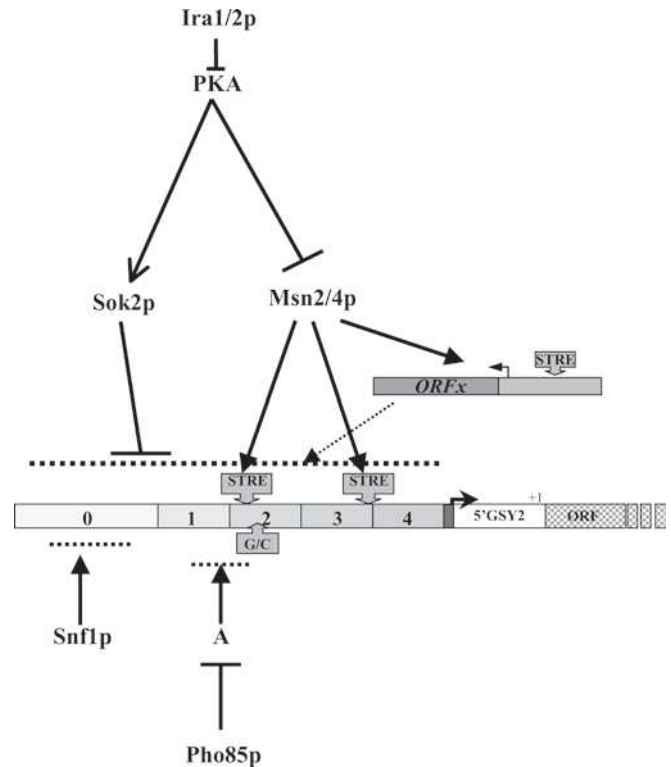 Ira1/2p
PKA
Sok2p
Msn2/4p
STRE
ORFx
STRE
STRE
+1
0 1 2 3 4 5'GSY2 ORF
G/C
Snf1p
A
Pho85p